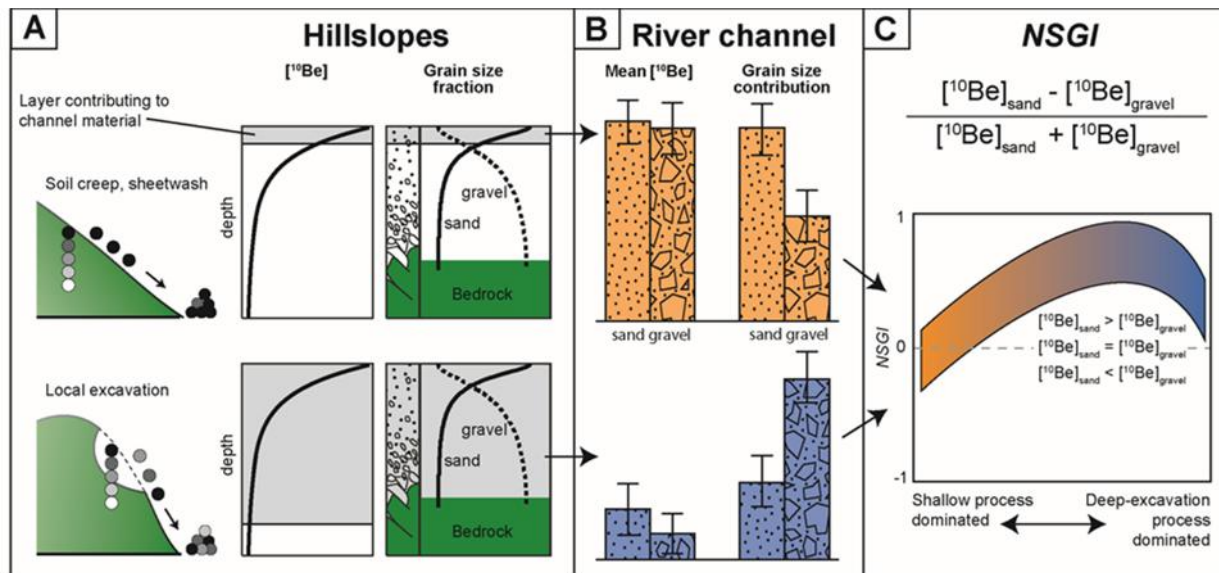 A
Hillslopes
[¹⁰Be]
Grain size
fraction
Layer contributing to
channel material
Soil creep, sheetwash
depth
gravel
sand
Bedrock
Local excavation
depth
gravel
sand
Bedrock
B
River channel
Mean [¹⁰Be]
Grain size
contribution
sand gravel
sand gravel
C
NSGI
[¹⁰Be]sand - [¹⁰Be]gravel
[¹⁰Be]sand + [¹⁰Be]gravel
1
NSGI
0
-1
[¹⁰Be]sand > [¹⁰Be]gravel
[¹⁰Be]sand = [¹⁰Be]gravel
[¹⁰Be]sand < [¹⁰Be]gravel
Shallow process
dominated
Deep-excavation
process
dominated